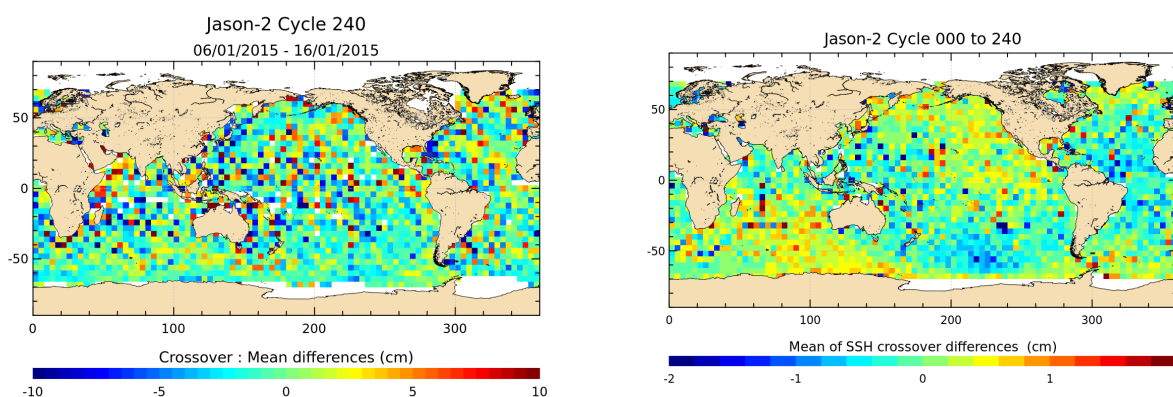 Jason-2 Cycle 240
06/01/2015 - 16/01/2015
50
0
-50
0 100 200 300
Crossover : Mean differences (cm)
-10 -5 0 5 10
Jason-2 Cycle 000 to 240
50
0
-50
0 100 200 300
Mean of SSH crossover differences (cm)
-2 -1 0 1